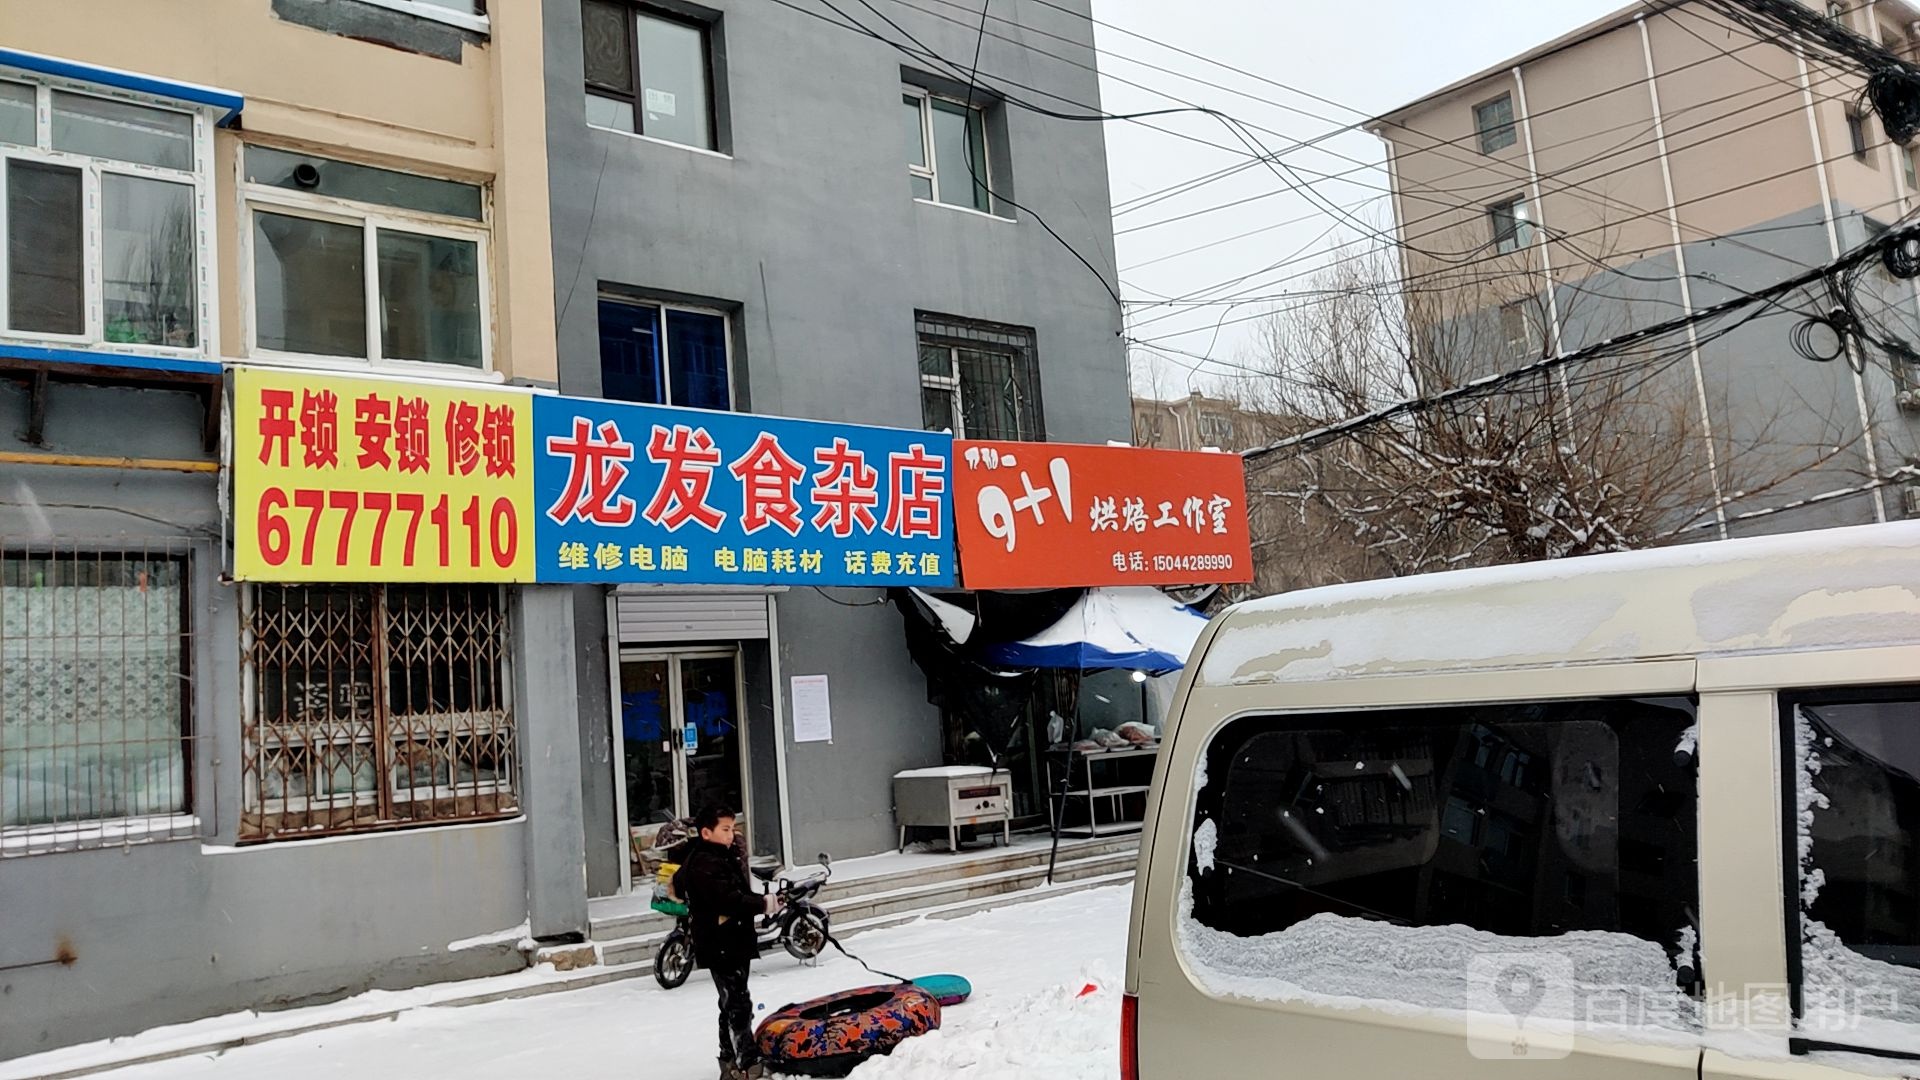 开锁 安锁 修锁
67777110
龙发食杂店
维修电脑 电脑耗材 话费充值
9+1
烘焙工作室
电话: 15044289990
百度地图用户